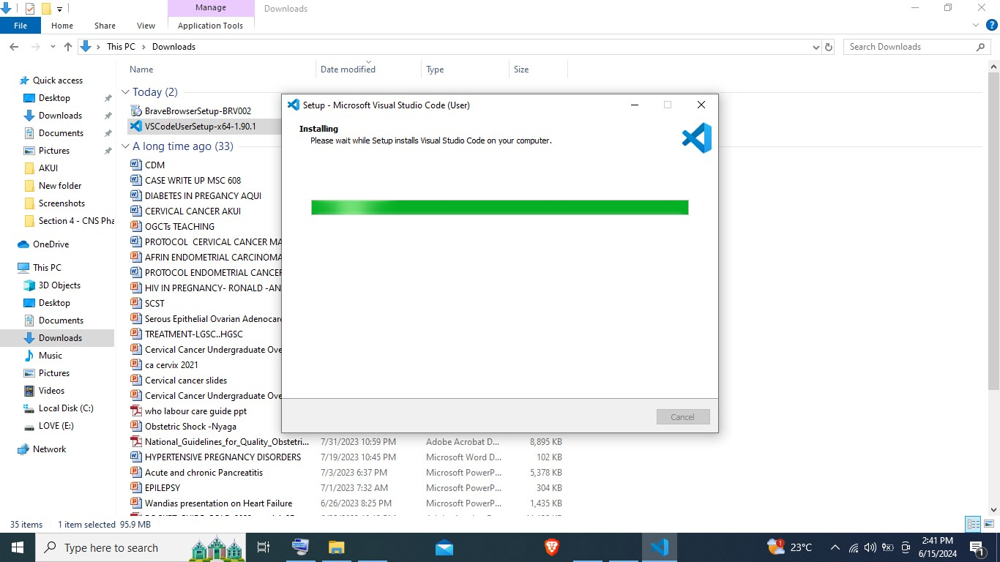 Manage
Downloads
File
Home
Share
View
Application Tools
This PC
Downloads
Search Downloads
Name
Date modified
Type
Size
Quick access
Desktop
Downloads
Documents
Pictures
AKUI
New folder
Screenshots
Section 4 - CNS Pha
OneDrive
This PC
3D Objects
Desktop
Documents
Downloads
Music
Pictures
Videos
Local Disk (C:)
LOVE (E:)
Network
Today (2)
BraveBrowserSetup-BRV002
VSCodeUserSetup-x64-1.90.1
A long time ago (33)
CDM
CASE WRITE UP MSC 608
DIABETES IN PREGANCY AQUI
CERVICAL CANCER AKUI
OGCTs TEACHING
PROTOCOL CERVICAL CANCER MA
AFRIN ENDOMETRIAL CARCINOMA
PROTOCOL ENDOMETRIAL CANCER
HIV IN PREGNANCY- RONALD -AN
SCST
Serous Epithelial Ovarian Adenocarc
TREATMENT-LGSC..HGSC
Cervical Cancer Undergraduate Ove
ca cervix 2021
Cervical cancer slides
Cervical Cancer Undergraduate Ove
who labour care guide ppt
Obstetric Shock -Nyaga
National_Guidelines_for_Quality_Obstetri... 7/31/2023 10:59 PM Adobe Acrobat D... 8,895 KB
HYPERTENSIVE PREGNANCY DISORDERS 7/19/2023 10:45 PM Microsoft Word D... 102 KB
Acute and chronic Pancreatitis 7/3/2023 6:37 PM Microsoft PowerP... 5,378 KB
EPILEPSY 7/1/2023 7:32 AM Microsoft PowerP... 304 KB
Wandias presentation on Heart Failure 6/26/2023 8:25 PM Microsoft PowerP... 1,435 KB
Setup - Microsoft Visual Studio Code (User)
Installing
Please wait while Setup installs Visual Studio Code on your computer.
Cancel
35 items 1 item selected 95.9 MB
Type here to search
1
23°C
2:41 PM
6/15/2024
1